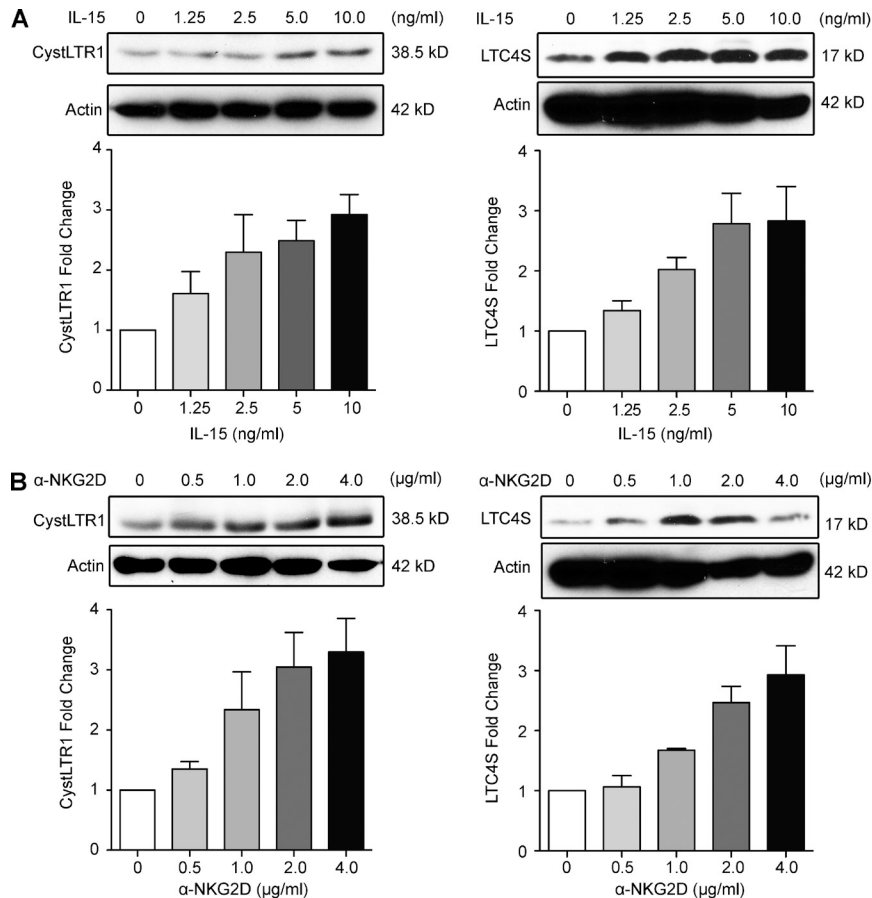 A
IL-15 0 1.25 2.5 5.0 10.0 (ng/ml)
CystLTR1 38.5 kD
Actin 42 kD
4
3
2
1
0
CystLTR1 Fold Change
0 1.25 2.5 5 10
IL-15 (ng/ml)
IL-15 0 1.25 2.5 5.0 10.0 (ng/ml)
LTC4S 17 kD
Actin 42 kD
4
3
2
1
0
LTC4S Fold Change
0 1.25 2.5 5 10
IL-15 (ng/ml)
B
α-NKG2D 0 0.5 1.0 2.0 4.0 (μg/ml)
CystLTR1 38.5 kD
Actin 42 kD
4
3
2
1
0
CystLTR1 Fold Change
0 0.5 1.0 2.0 4.0
α-NKG2D (μg/ml)
α-NKG2D 0 0.5 1.0 2.0 4.0 (μg/ml)
LTC4S 17 kD
Actin 42 kD
4
3
2
1
0
LTC4S Fold Change
0 0.5 1.0 2.0 4.0
α-NKG2D (μg/ml)